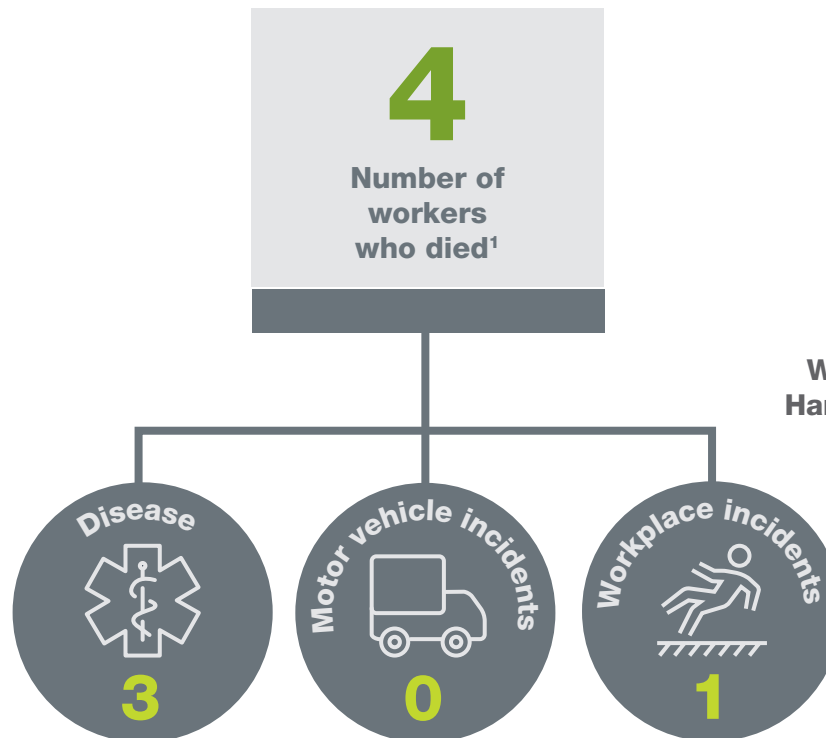 4
Number of
workers
who died¹
Disease
3
Motor vehicle incidents
0
Workplace incidents
1